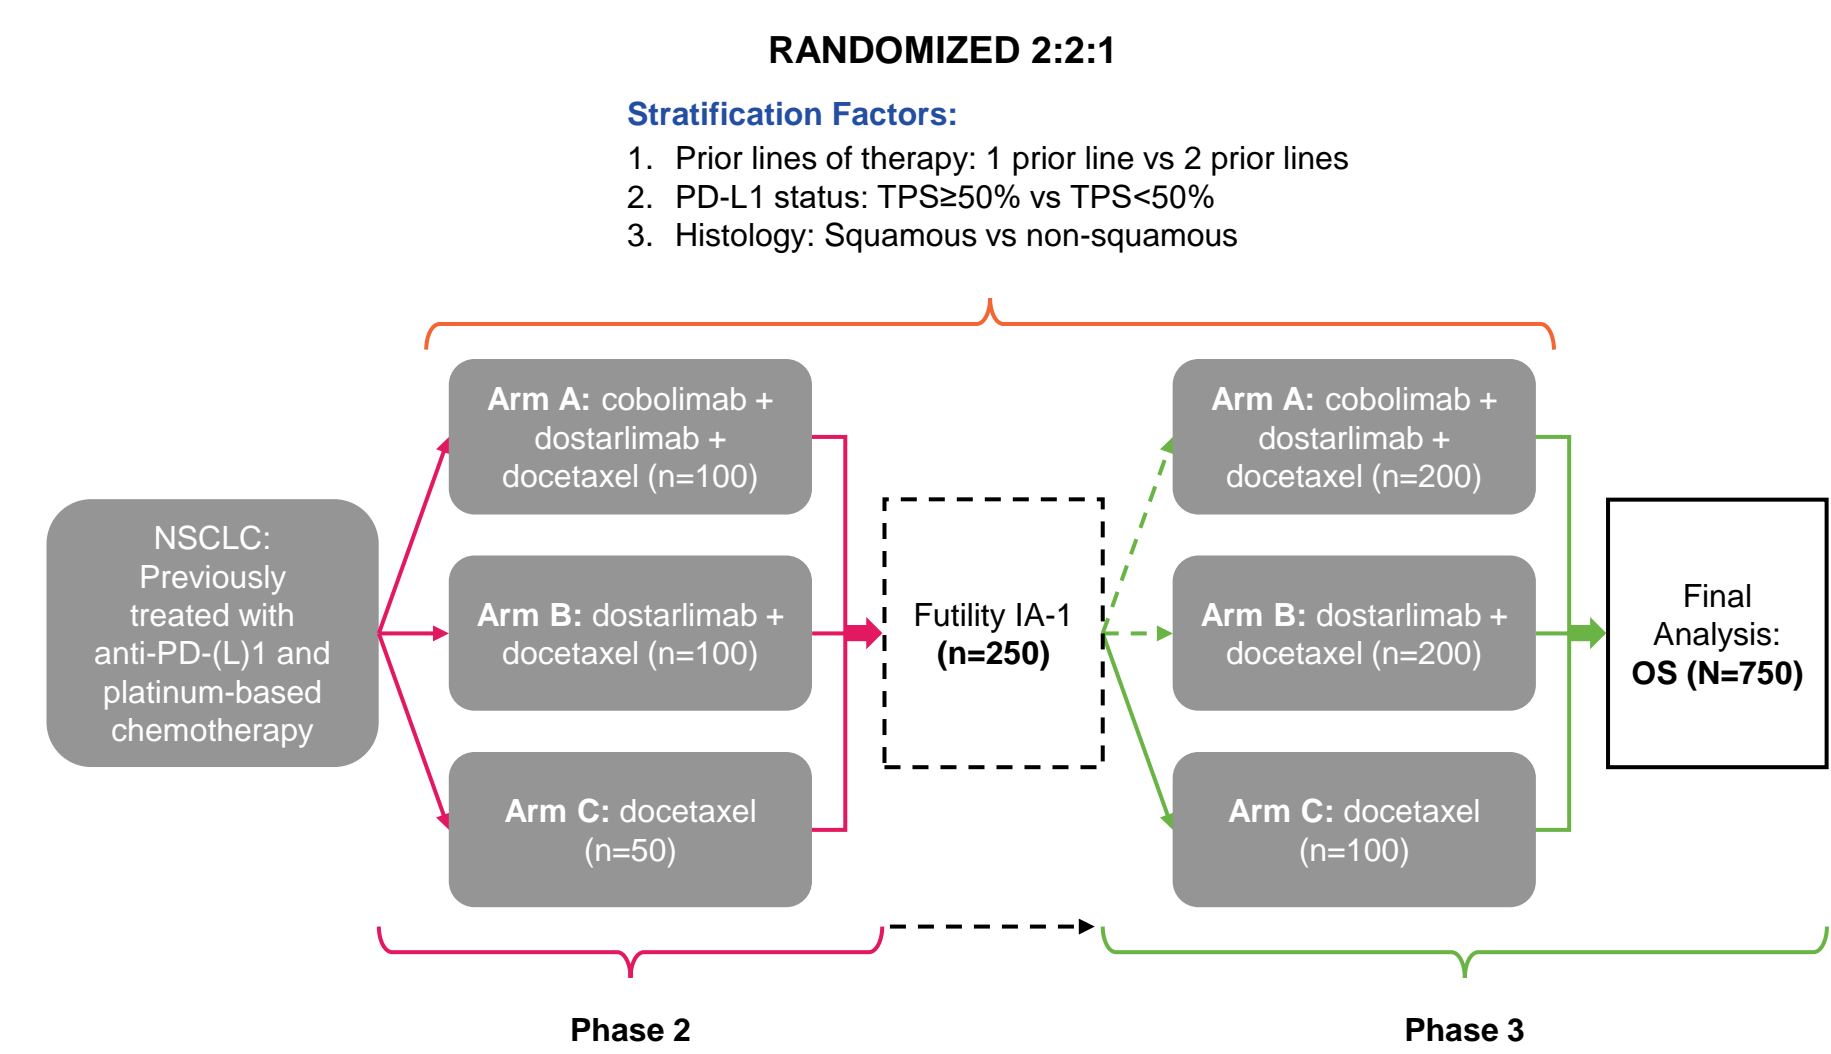 RANDOMIZED 2:2:1
Stratification Factors:
1. Prior lines of therapy: 1 prior line vs 2 prior lines
2. PD-L1 status: TPS≥50% vs TPS<50%
3. Histology: Squamous vs non-squamous
NSCLC:
Previously
treated with
anti-PD-(L)1 and
platinum-based
chemotherapy
Arm A: cobolimab +
dostarlimab +
docetaxel (n=100)
Arm B: dostarlimab +
docetaxel (n=100)
Arm C: docetaxel
(n=50)
Futility IA-1
(n=250)
Arm A: cobolimab +
dostarlimab +
docetaxel (n=200)
Arm B: dostarlimab +
docetaxel (n=200)
Arm C: docetaxel
(n=100)
Final
Analysis:
OS (N=750)
Phase 2
Phase 3